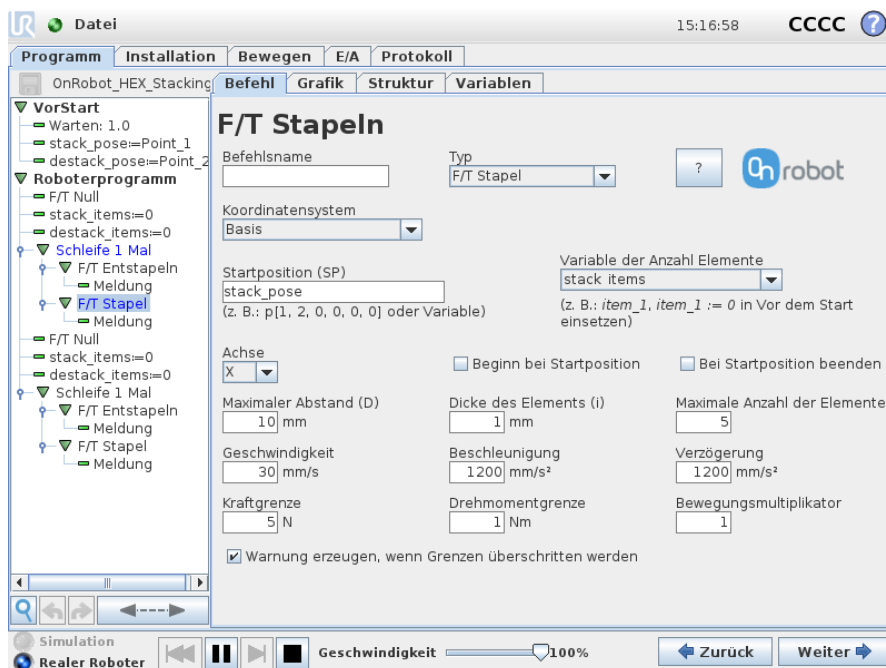 UR Datei 15:16:58 CCCC ?
Programm Installation Bewegen E/A Protokoll
OnRobot_HEX_Stacking Befehl Grafik Struktur Variablen
VorStart
Warten: 1.0
stack_pose:=Point_1
destack_pose:=Point_2
Roboterprogramm
F/T Null
stack_items:=0
destack_items:=0
Schleife 1 Mal
F/T Entstapeln
Meldung
F/T Stapel
Meldung
F/T Null
stack_items:=0
destack_items:=0
Schleife 1 Mal
F/T Entstapeln
Meldung
F/T Stapel
Meldung
F/T Stapeln
Befehlsname Typ
F/T Stapel ? On robot
Koordinatensystem
Basis
Startposition (SP) Variable der Anzahl Elemente
stack_pose stack items
(z. B.: p[1, 2, 0, 0, 0, 0] oder Variable) (z. B.: item_1, item_1 := 0 in Vor dem Start
einsetzen)
Achse
X Beginn bei Startposition Bei Startposition beenden
Maximaler Abstand (D) Dicke des Elements (i) Maximale Anzahl der Elemente
10 mm 1 mm 5
Geschwindigkeit Beschleunigung Verzögerung
30 mm/s 1200 mm/s² 1200 mm/s²
Kraftgrenze Drehmomentgrenze Bewegungsmultiplikator
5 N 1 Nm 1
Warnung erzeugen, wenn Grenzen überschritten werden
Simulation
Realer Roboter Geschwindigkeit 100% Zurück Weiter